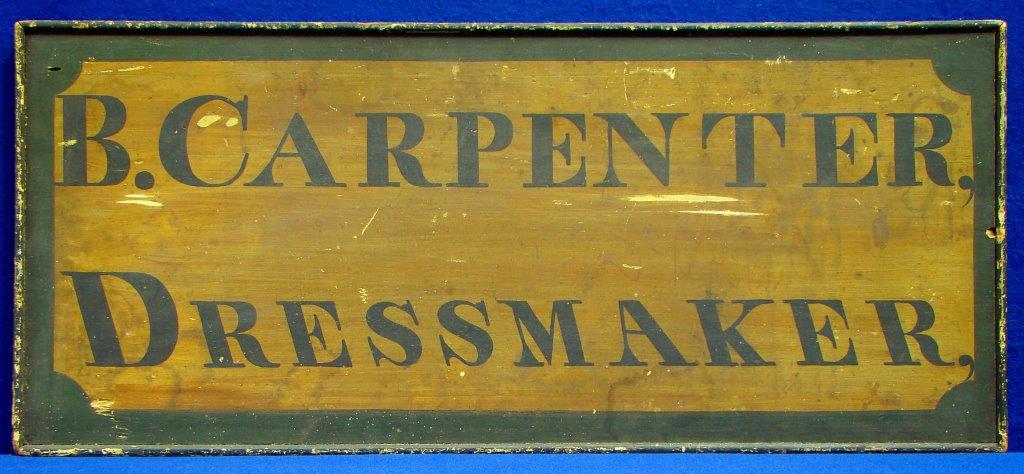 B. CARPENTER,
DRESSMAKER,